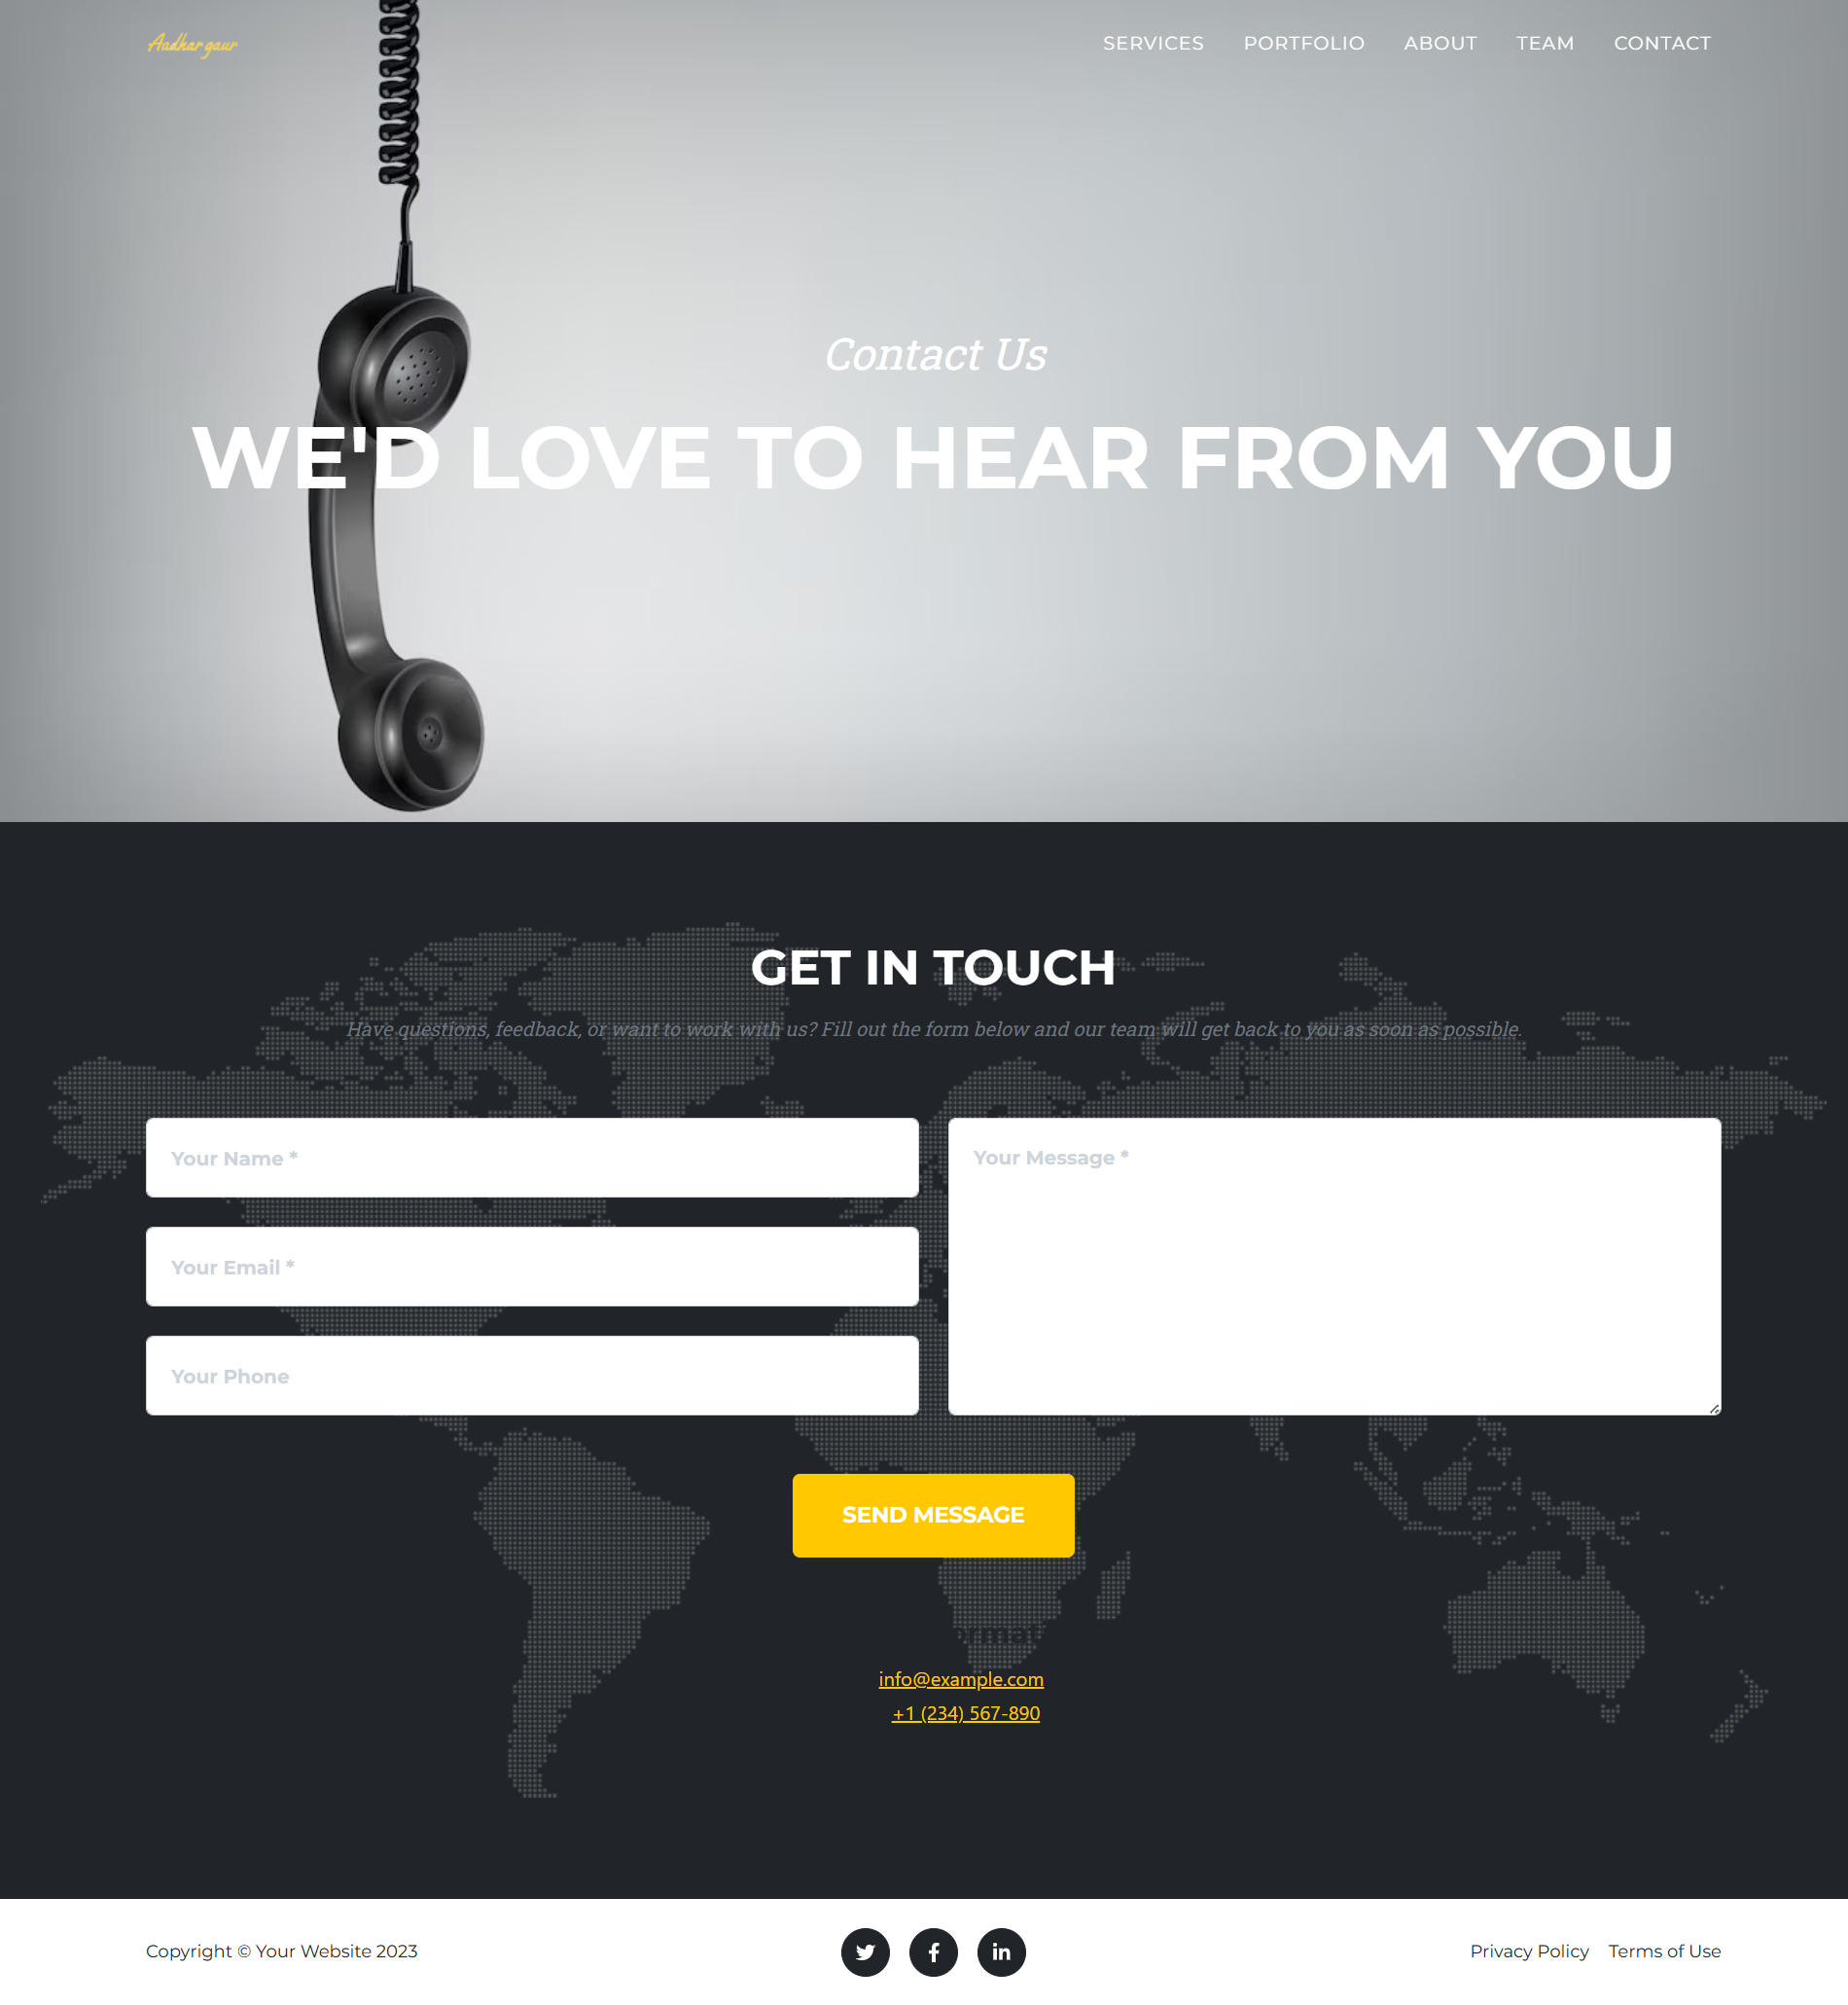 Aadhar gaur
SERVICES PORTFOLIO ABOUT TEAM CONTACT
Contact Us
WE'D LOVE TO HEAR FROM YOU
GET IN TOUCH
Have questions, feedback, or want to work with us? Fill out the form below and our team will get back to you as soon as possible.
Your Name *
Your Message *
Your Email *
Your Phone
SEND MESSAGE
info@example.com
+1 (234) 567-890
Copyright © Your Website 2023
Privacy Policy Terms of Use